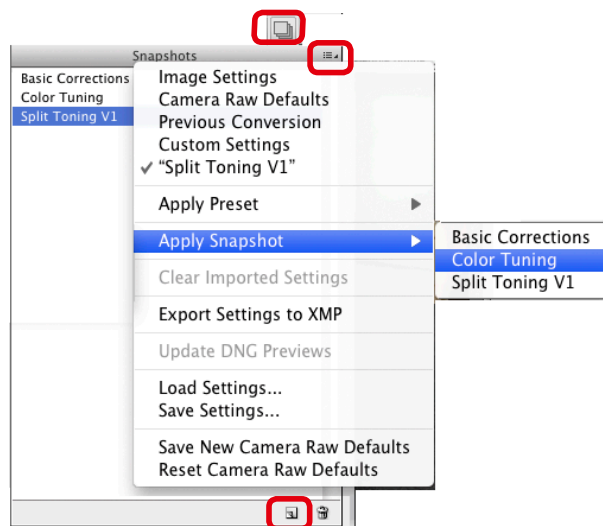 Snapshots
Basic Corrections
Color Tuning
Split Toning V1
Image Settings
Camera Raw Defaults
Previous Conversion
Custom Settings
“Split Toning V1”
Apply Preset
Apply Snapshot
Clear Imported Settings
Export Settings to XMP
Update DNG Previews
Load Settings...
Save Settings...
Save New Camera Raw Defaults
Reset Camera Raw Defaults
Basic Corrections
Color Tuning
Split Toning V1